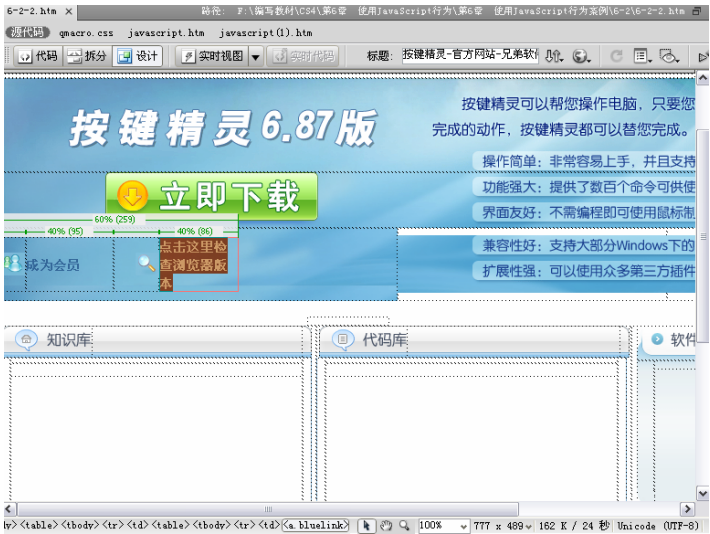 6-2-2.htm × 路径: F:\编写教材\CS4\第6章 使用JavaScript行为\第6章 使用JavaScript行为案例\6-2\6-2-2.htm
源代码 qmacro.css javascript.htm javascript(1).htm
代码 拆分 设计 实时视图 实时代码 标题: 按键精灵-官方网站-兄弟软件
按键精灵可以帮您操作电脑，只要您
按键精灵6.87版
完成的动作，按键精灵都可以替您完成。
操作简单：非常容易上手，并且支持
立即下载
功能强大：提供了数百个命令可供使
界面友好：不需编程即可使用鼠标制
60% (259)
40% (95) 40% (86)
成为会员
点击这里检
查浏览器版
本
兼容性好：支持大部分Windows下的
扩展性强：可以使用众多第三方插件
知识库 代码库 软件
dy> <table> <tbody> <tr> <td> <table> <tbody> <tr> <td> <a.bluelink> 100% 777 x 489 162 K / 24 秒 Unicode (UTF-8)